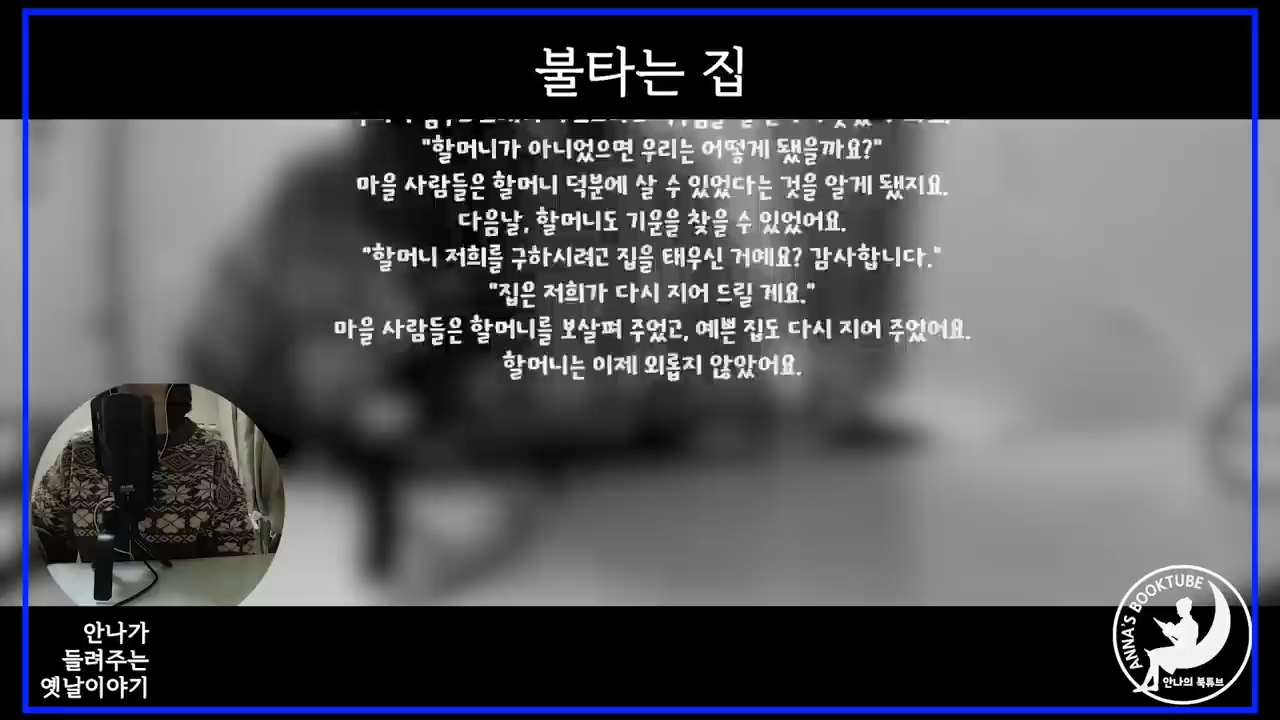 불타는 집
"할머니가 아니었으면 우리는 어떻게 됐을까요?"
마을 사람들은 할머니 덕분에 살 수 있었다는 것을 알게 됐지요.
다음날, 할머니도 기운을 찾을 수 있었어요.
"할머니 저희를 구하시려고 집을 태우신 거예요? 감사합니다."
"집은 저희가 다시 지어 드릴 게요."
마을 사람들은 할머니를 보살펴 주었고, 예쁜 집도 다시 지어 주었어요.
할머니는 이제 외롭지 않았어요.
안나가
들려주는
옛날이야기
ANNA'S BOOKTUBE
안나의 북튜브